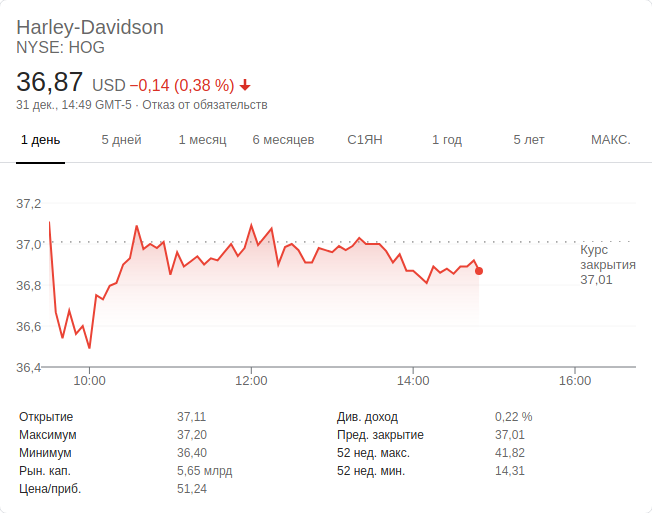 Harley-Davidson
NYSE: HOG
36,87 USD −0,14 (0,38 %)
31 дек., 14:49 GMT-5 · Отказ от обязательств
1 день 5 дней 1 месяц 6 месяцев С1ЯН 1 год 5 лет МАКС.
37,2
37,0
36,8
36,6
36,4
Курс
закрытия
37,01
10:00 12:00 14:00 16:00
Открытие 37,11
Максимум 37,20
Минимум 36,40
Рын. кап. 5,65 млрд
Цена/приб. 51,24
Див. доход 0,22 %
Пред. закрытие 37,01
52 нед. макс. 41,82
52 нед. мин. 14,31